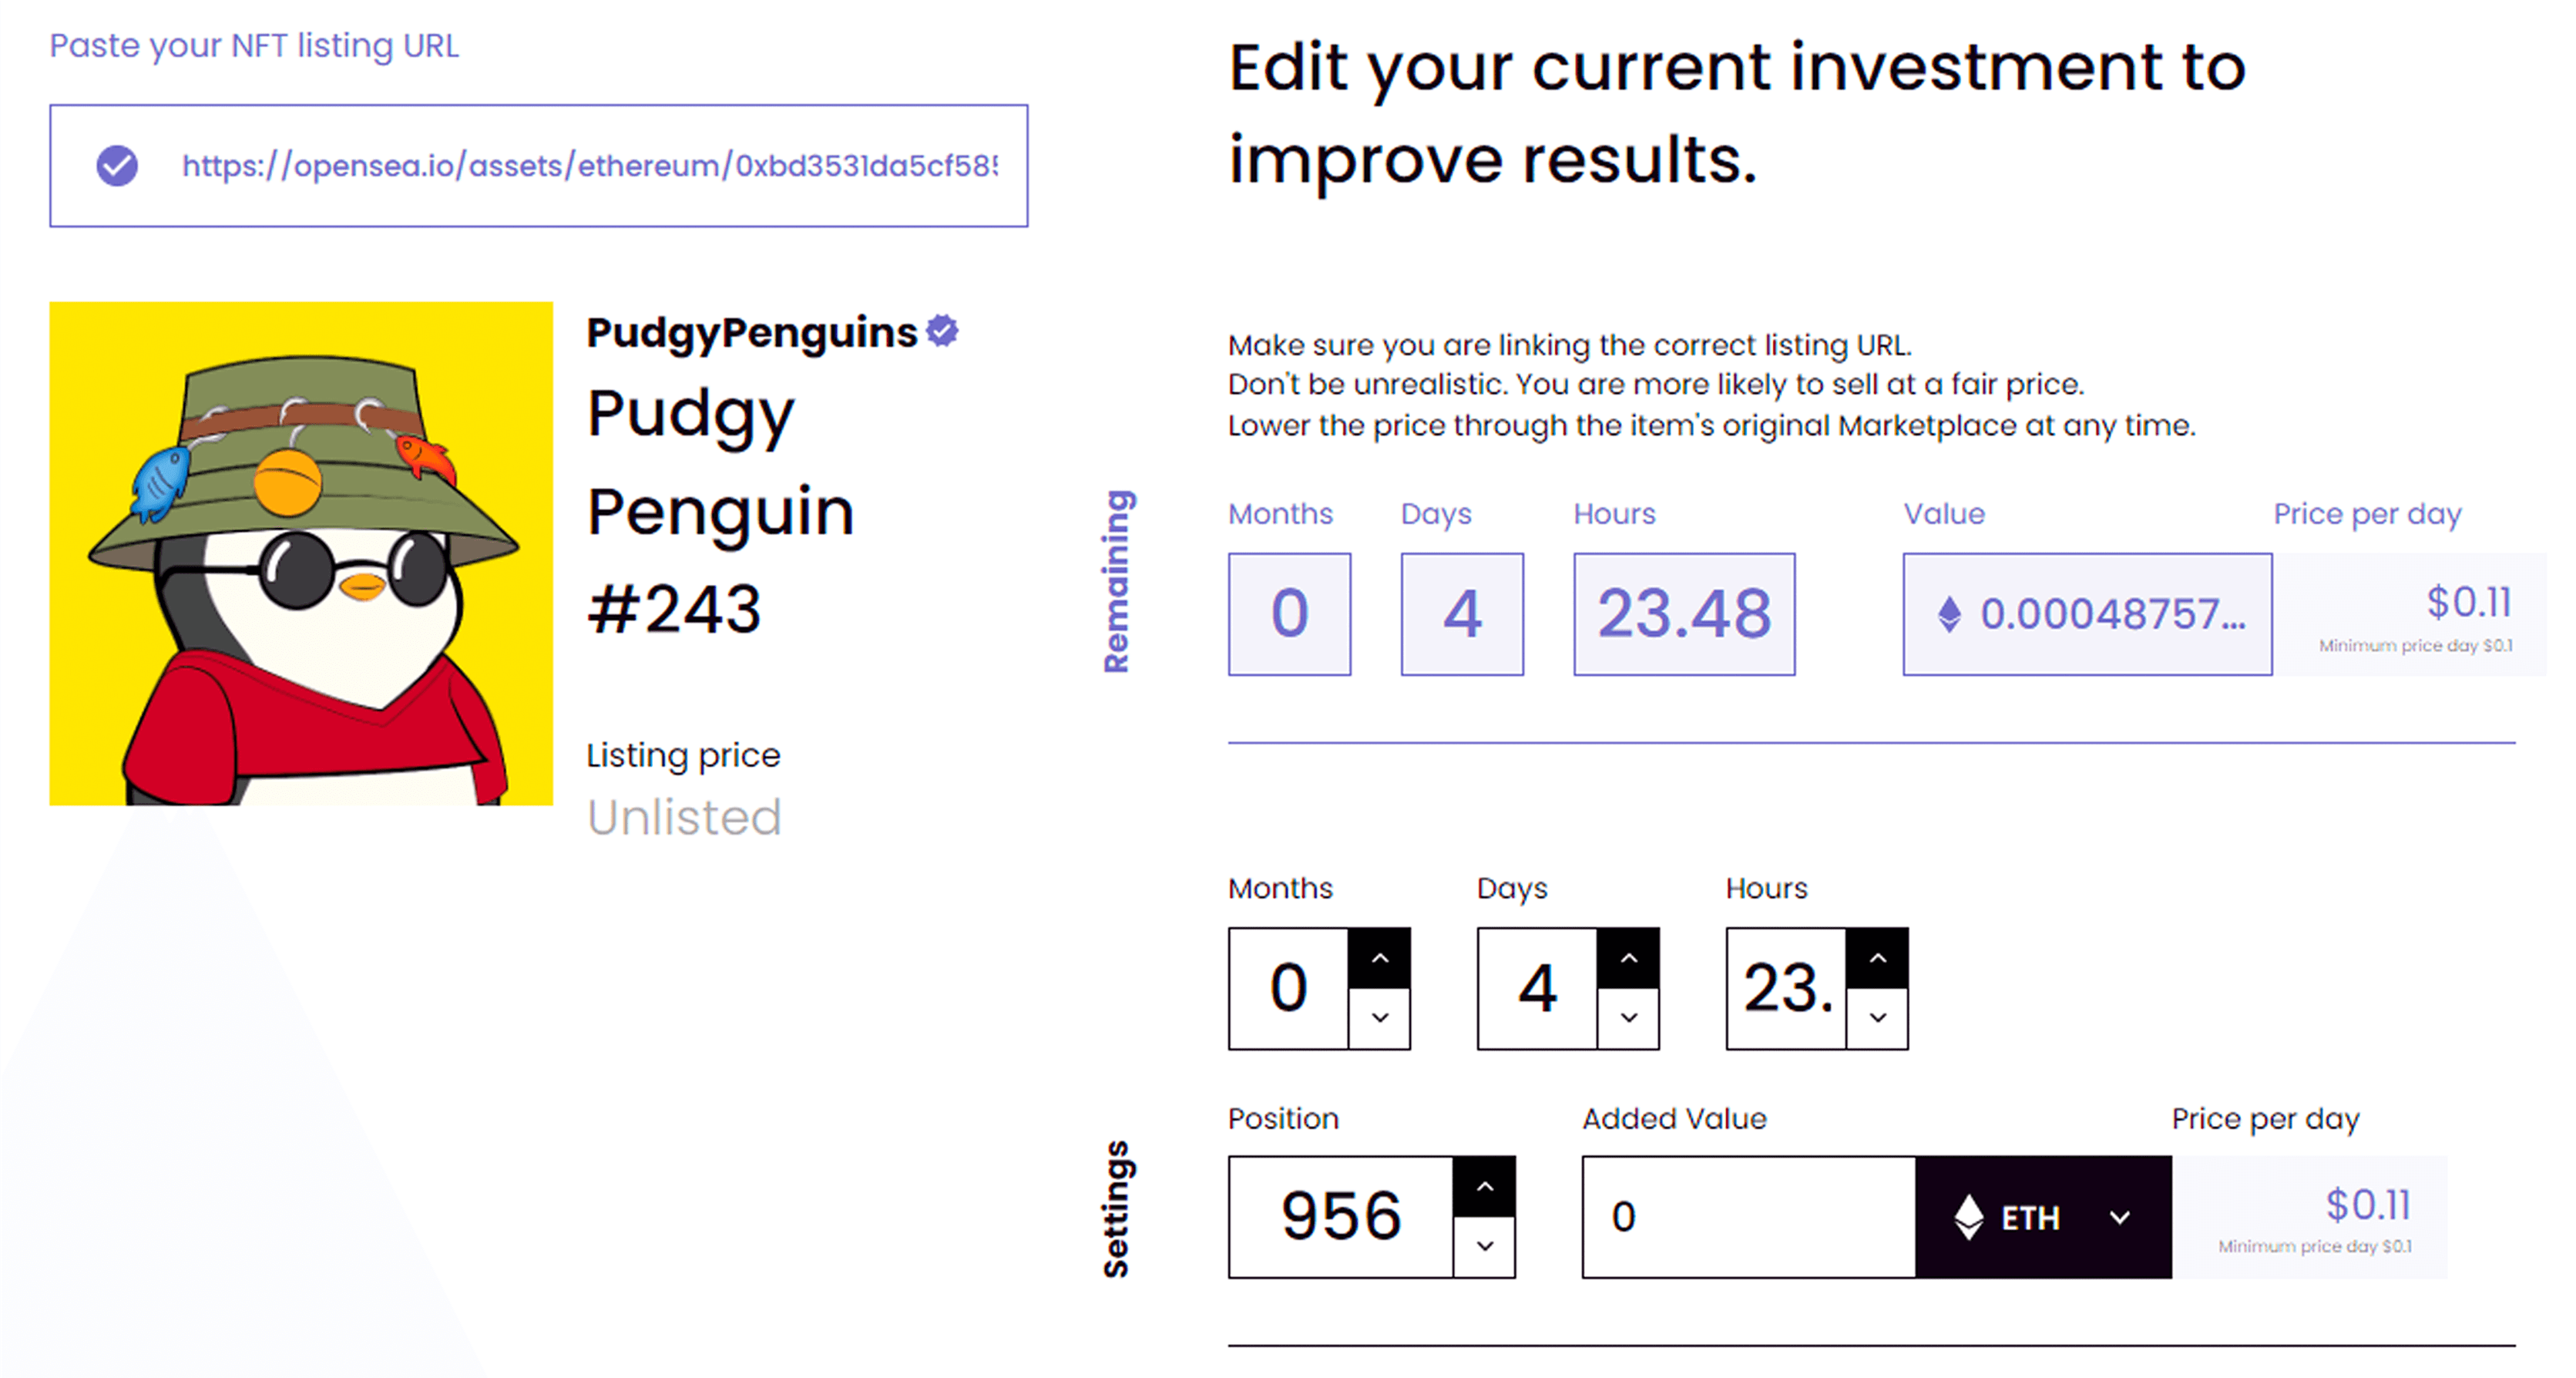 Paste your NFT listing URL
https://opensea.io/assets/ethereum/0xbd3531da5cf585
PudgyPenguins
Pudgy
Penguin
#243
Listing price
Unlisted
Edit your current investment to
improve results.
Make sure you are linking the correct listing URL.
Don't be unrealistic. You are more likely to sell at a fair price.
Lower the price through the item's original Marketplace at any time.
Remaining
Months Days Hours Value Price per day
0 4 23.48 0.00048757... $0.11
Minimum price day $0.1
Months Days Hours
0 4 23.
Settings
Position Added Value Price per day
956 0 ETH $0.11
Minimum price day $0.1